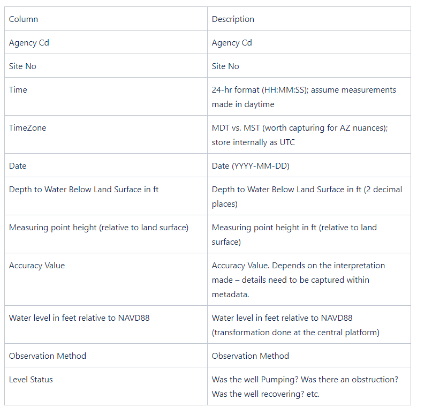 Column Description
Agency Cd Agency Cd
Site No Site No
Time 24-hr format (HH:MM:SS); assume measurements
made in daytime
TimeZone MDT vs. MST (worth capturing for AZ nuances);
store internally as UTC
Date Date (YYYY-MM-DD)
Depth to Water Below Land Surface in ft Depth to Water Below Land Surface in ft (2 decimal
places)
Measuring point height (relative to land surface) Measuring point height in ft (relative to land
surface)
Accuracy Value Accuracy Value. Depends on the interpretation
made – details need to be captured within
metadata.
Water level in feet relative to NAVD88 Water level in feet relative to NAVD88
(transformation done at the central platform)
Observation Method Observation Method
Level Status Was the well Pumping? Was there an obstruction?
Was the well recovering? etc.